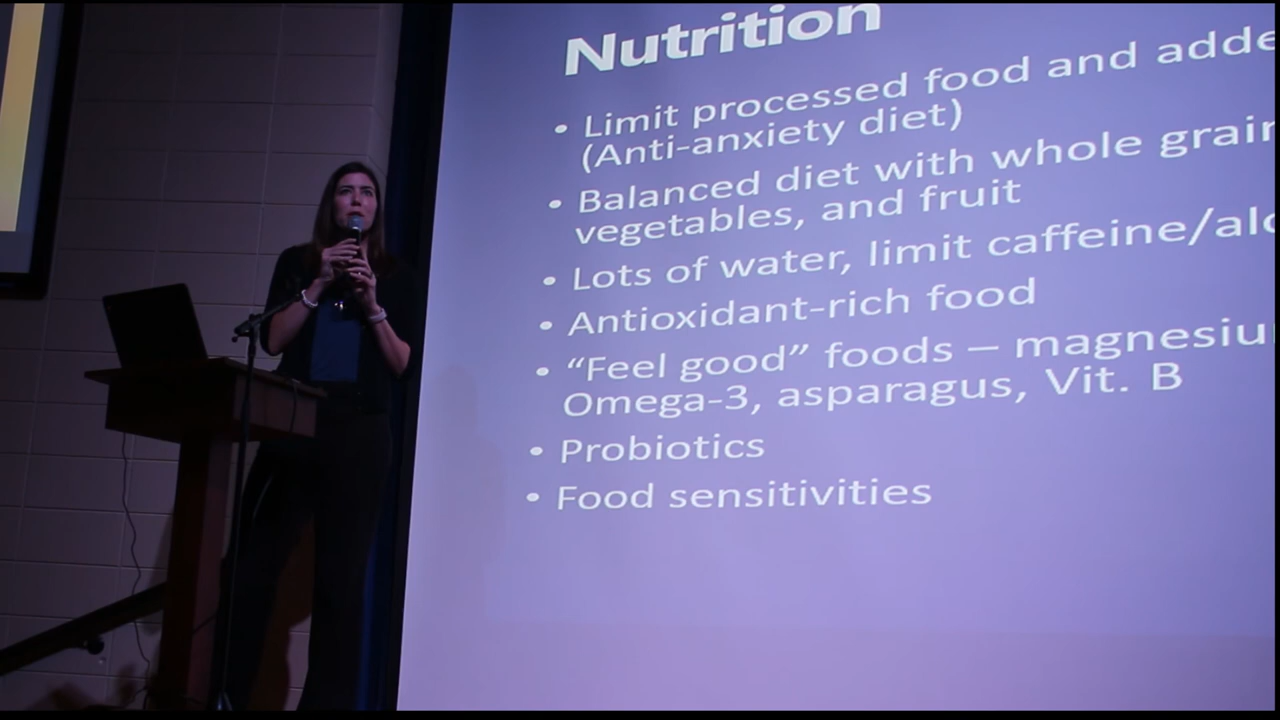 Nutrition
• Limit processed food and adde
(Anti-anxiety diet)
• Balanced diet with whole grain
vegetables, and fruit
• Lots of water, limit caffeine/alc
• Antioxidant-rich food
• “Feel good” foods – magnesiu
Omega-3, asparagus, Vit. B
• Probiotics
• Food sensitivities